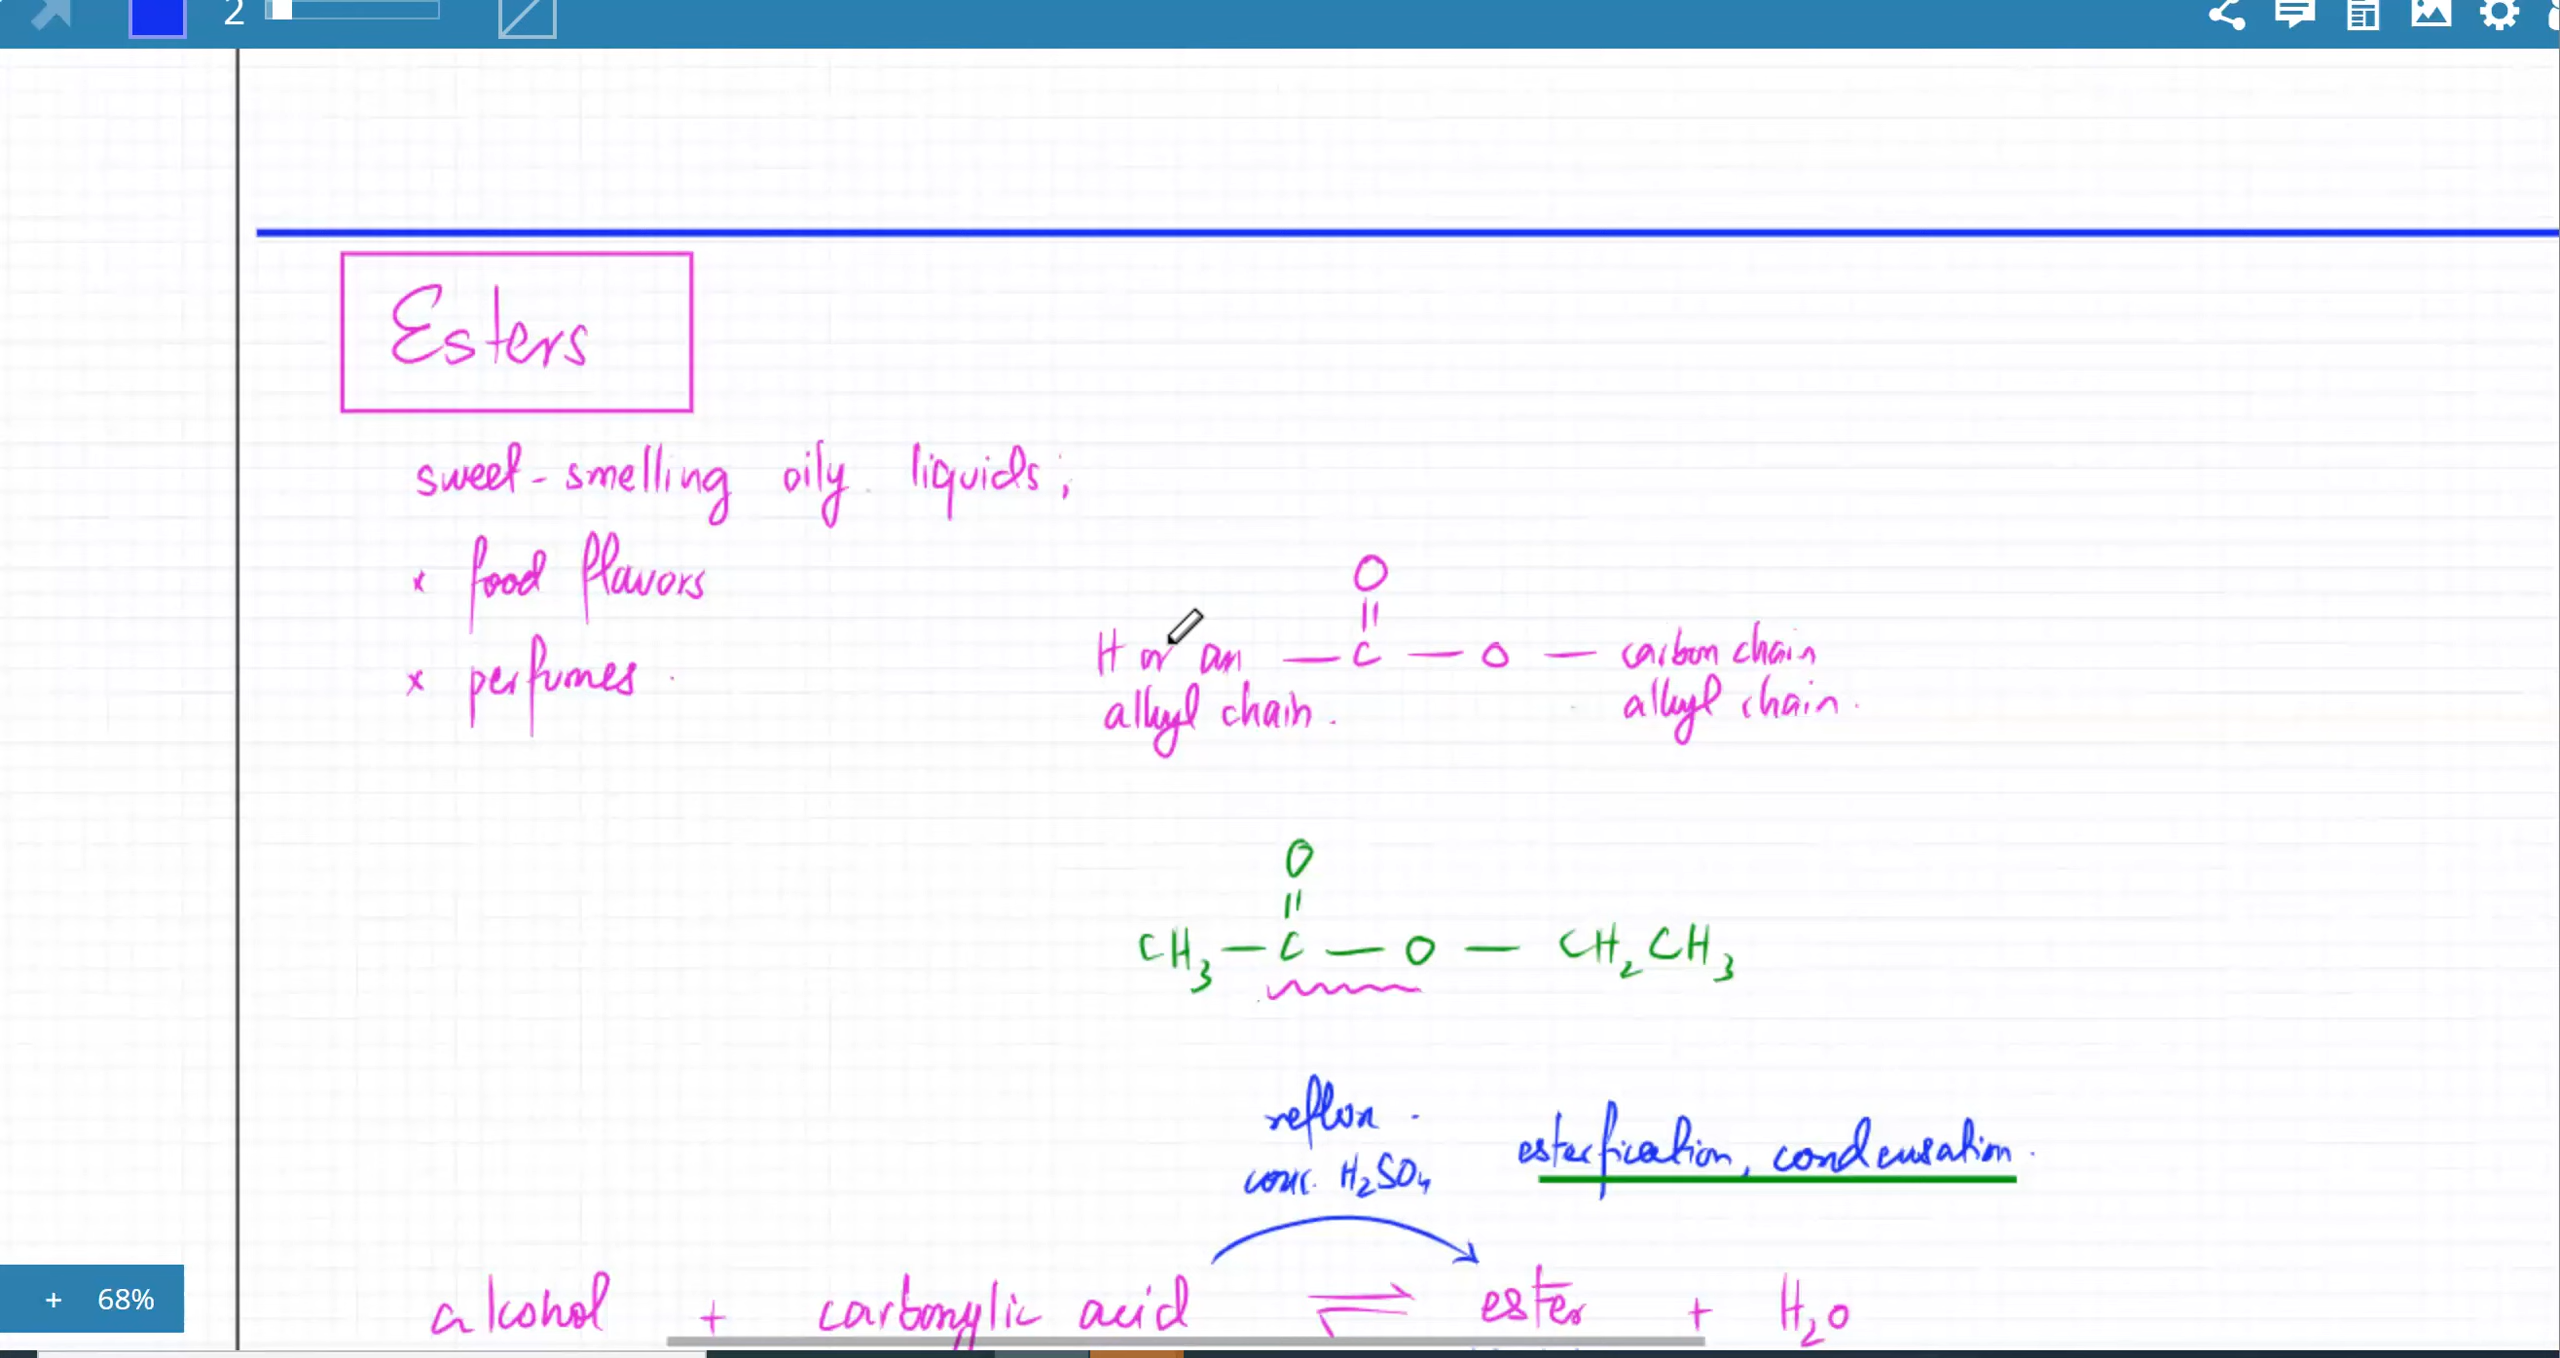 2
Esters
sweet-smelling oily liquids;
x food flavors
x perfumes.
O
||
H or an — C — O — carbon chain
alkyl chain. alkyl chain.
O
||
CH3 — C — O — CH2CH3
reflux.
conc. H2SO4
esterfication, condensation.
alcohol + carboxylic acid ⇌ ester + H2O
+ 68%